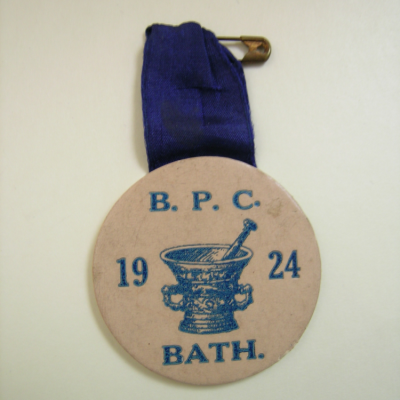 B. P. C.
19 24
BATH.